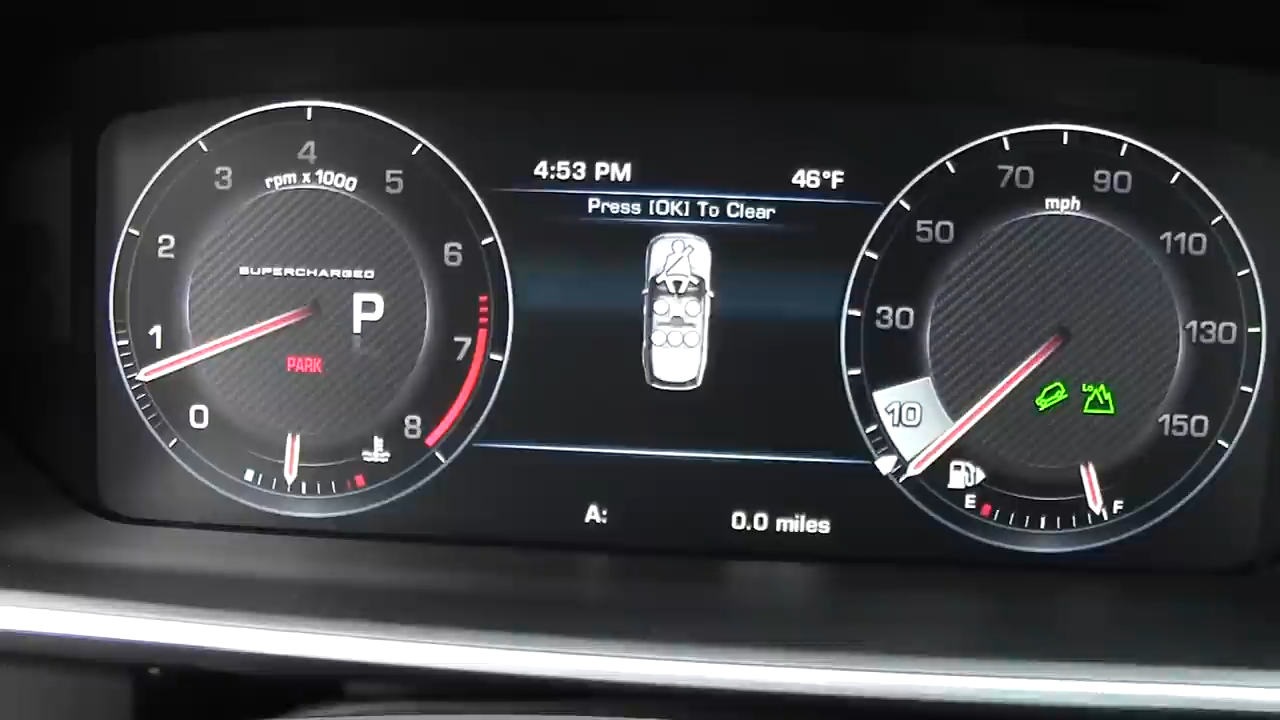 4
3
5
rpm x 1000
2
6
SUPERCHARGED
P
1
7
PARK
0
8
4:53 PM
46°F
Press [OK] To Clear
A:
0.0 miles
70
90
mph
50
110
30
130
Lo
10
150
E
F